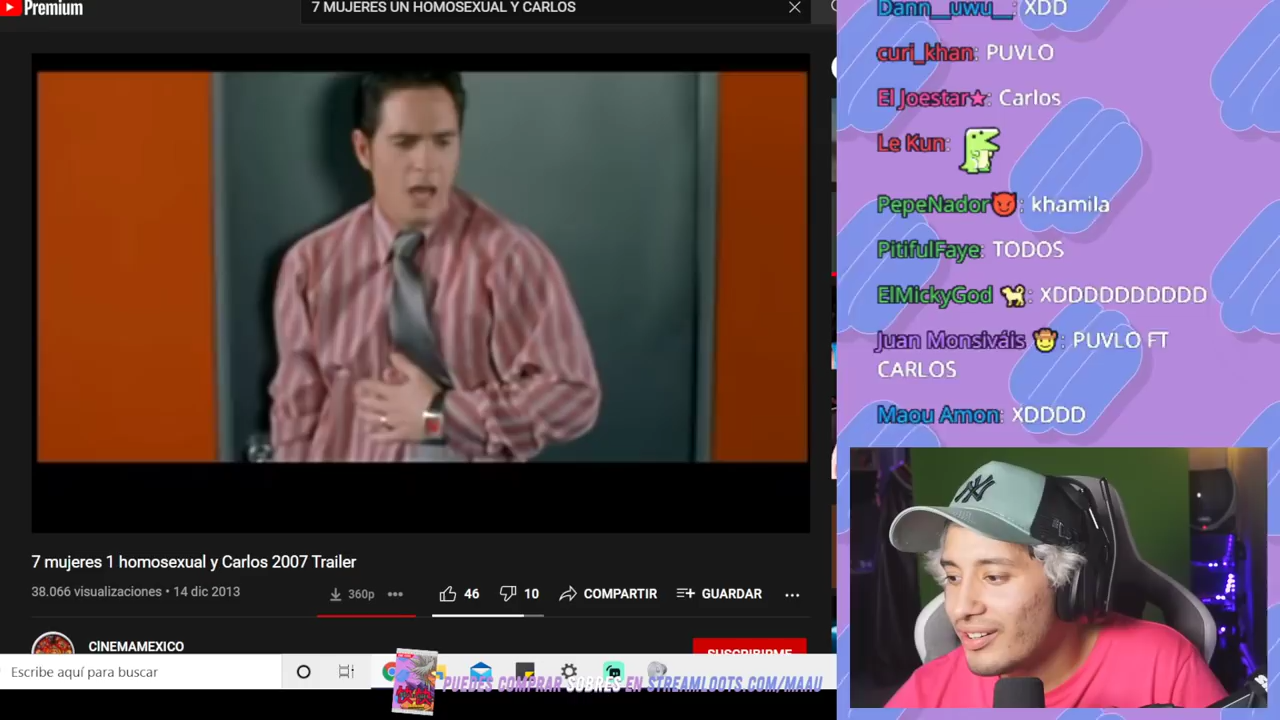 Premium
7 MUJERES UN HOMOSEXUAL Y CARLOS
7 mujeres 1 homosexual y Carlos 2007 Trailer
38.066 visualizaciones • 14 dic 2013
360p
46
10
COMPARTIR
GUARDAR
CINEMAMEXICO
SUSCRIBIRME
Escribe aquí para buscar
PUEDES COMPRAR SOBRES EN STREAMLOOTS.COM/MAAU
Dann__uwu__: XDD
curi_khan: PUVLO
El Joestar★: Carlos
Le Kun:
PepeNador: khamila
PitifulFaye: TODOS
ElMickyGod : XDDDDDDDDDD
Juan Monsiváis : PUVLO FT
CARLOS
Maou Amon: XDDDD
NY